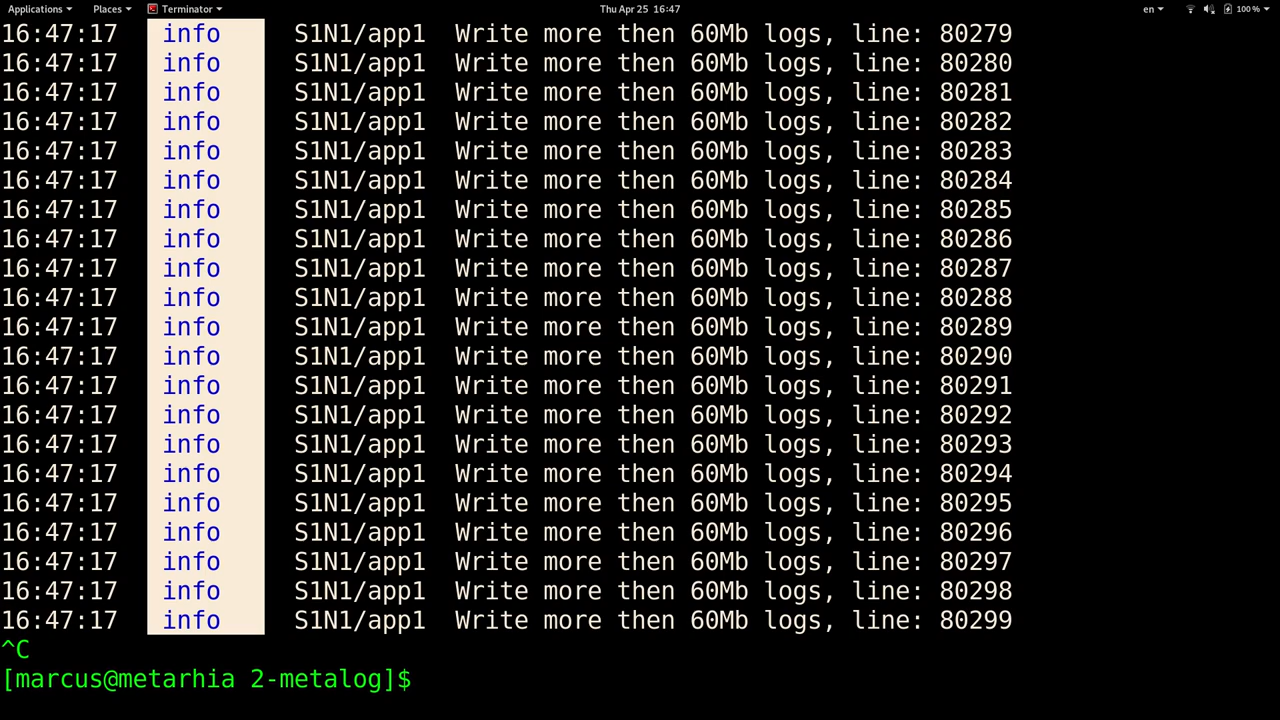 Applications Places Terminator Thu Apr 25 16:47 en 100%
16:47:17 info S1N1/app1 Write more then 60Mb logs, line: 80279
16:47:17 info S1N1/app1 Write more then 60Mb logs, line: 80280
16:47:17 info S1N1/app1 Write more then 60Mb logs, line: 80281
16:47:17 info S1N1/app1 Write more then 60Mb logs, line: 80282
16:47:17 info S1N1/app1 Write more then 60Mb logs, line: 80283
16:47:17 info S1N1/app1 Write more then 60Mb logs, line: 80284
16:47:17 info S1N1/app1 Write more then 60Mb logs, line: 80285
16:47:17 info S1N1/app1 Write more then 60Mb logs, line: 80286
16:47:17 info S1N1/app1 Write more then 60Mb logs, line: 80287
16:47:17 info S1N1/app1 Write more then 60Mb logs, line: 80288
16:47:17 info S1N1/app1 Write more then 60Mb logs, line: 80289
16:47:17 info S1N1/app1 Write more then 60Mb logs, line: 80290
16:47:17 info S1N1/app1 Write more then 60Mb logs, line: 80291
16:47:17 info S1N1/app1 Write more then 60Mb logs, line: 80292
16:47:17 info S1N1/app1 Write more then 60Mb logs, line: 80293
16:47:17 info S1N1/app1 Write more then 60Mb logs, line: 80294
16:47:17 info S1N1/app1 Write more then 60Mb logs, line: 80295
16:47:17 info S1N1/app1 Write more then 60Mb logs, line: 80296
16:47:17 info S1N1/app1 Write more then 60Mb logs, line: 80297
16:47:17 info S1N1/app1 Write more then 60Mb logs, line: 80298
16:47:17 info S1N1/app1 Write more then 60Mb logs, line: 80299
^C
[marcus@metarhia 2-metalog]$